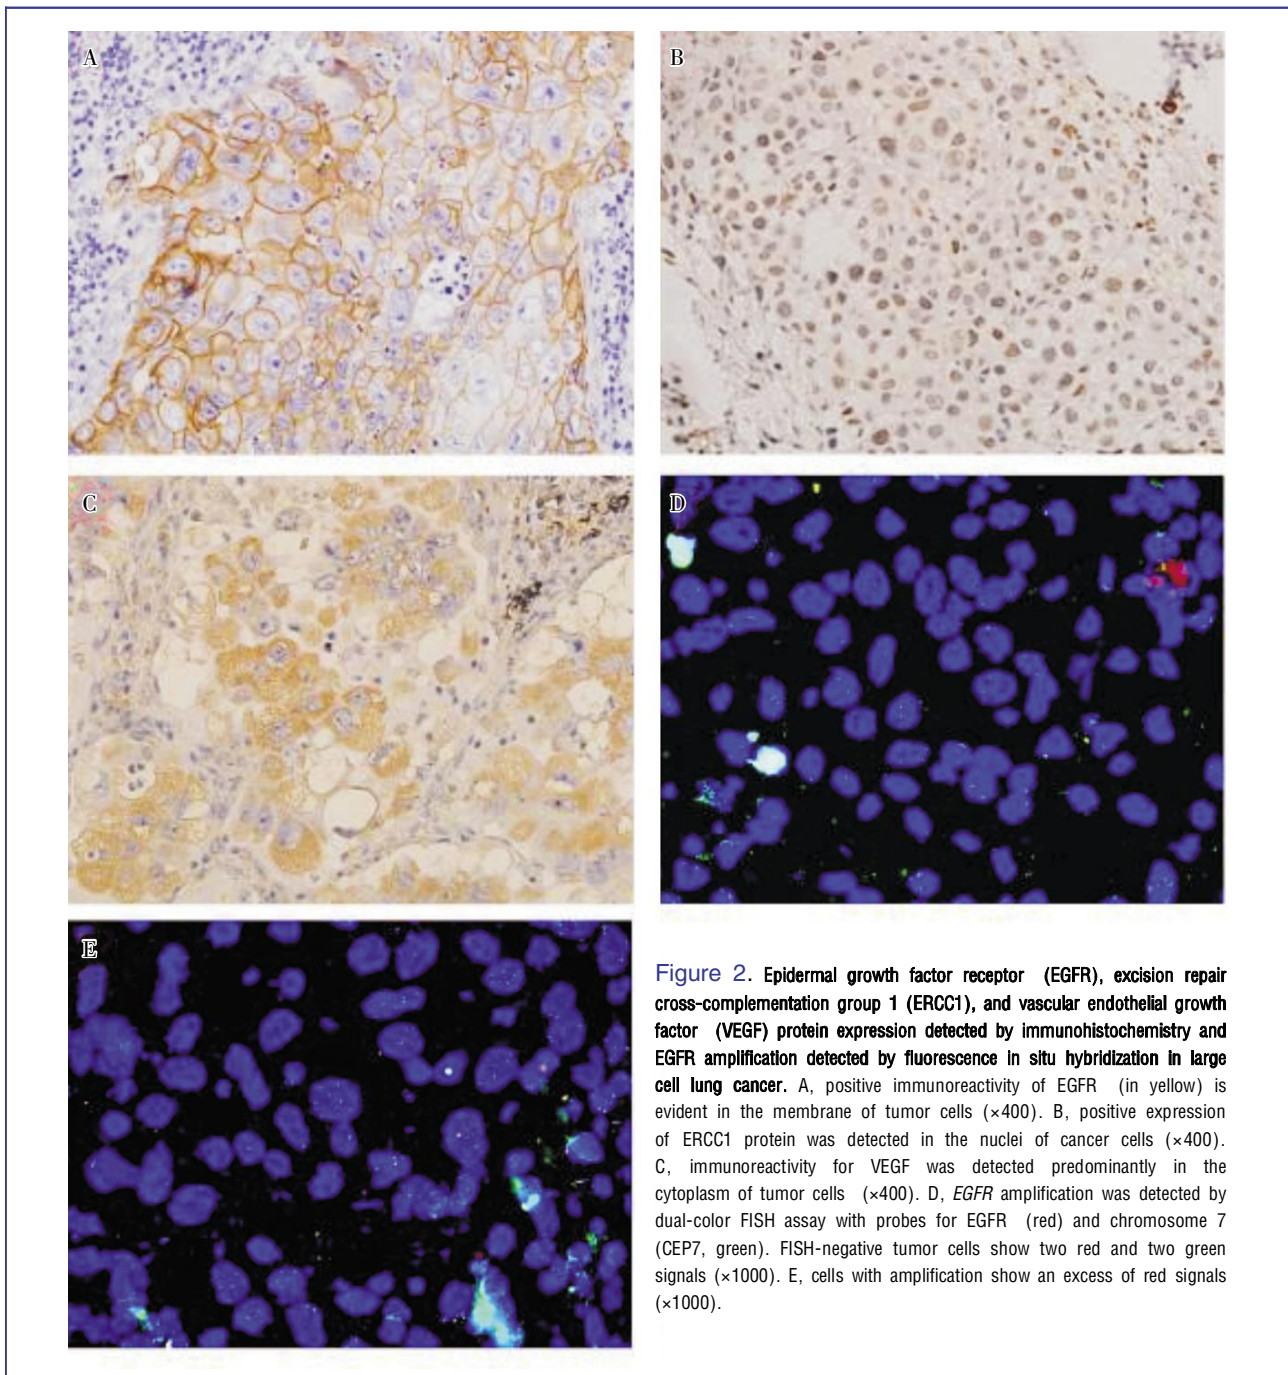 A
B
C
D
E
Figure 2. Epidermal growth factor receptor (EGFR), excision repair
cross-complementation group 1 (ERCC1), and vascular endothelial growth
factor (VEGF) protein expression detected by immunohistochemistry and
EGFR amplification detected by fluorescence in situ hybridization in large
cell lung cancer. A, positive immunoreactivity of EGFR (in yellow) is
evident in the membrane of tumor cells (×400). B, positive expression
of ERCC1 protein was detected in the nuclei of cancer cells (×400).
C, immunoreactivity for VEGF was detected predominantly in the
cytoplasm of tumor cells (×400). D, EGFR amplification was detected by
dual-color FISH assay with probes for EGFR (red) and chromosome 7
(CEP7, green). FISH-negative tumor cells show two red and two green
signals (×1000). E, cells with amplification show an excess of red signals
(×1000).